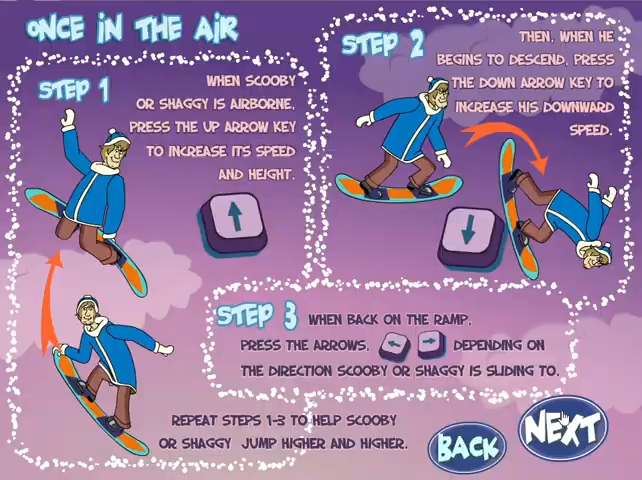 ONCE IN THE AIR
STEP 1
WHEN SCOOBY
OR SHAGGY IS AIRBORNE,
PRESS THE UP ARROW KEY
TO INCREASE ITS SPEED
AND HEIGHT.
STEP 2
THEN, WHEN HE
BEGINS TO DESCEND, PRESS
THE DOWN ARROW KEY TO
INCREASE HIS DOWNWARD
SPEED.
STEP 3
WHEN BACK ON THE RAMP,
PRESS THE ARROWS, DEPENDING ON
THE DIRECTION SCOOBY OR SHAGGY IS SLIDING TO.
REPEAT STEPS 1-3 TO HELP SCOOBY
OR SHAGGY JUMP HIGHER AND HIGHER.
BACK
NEXT